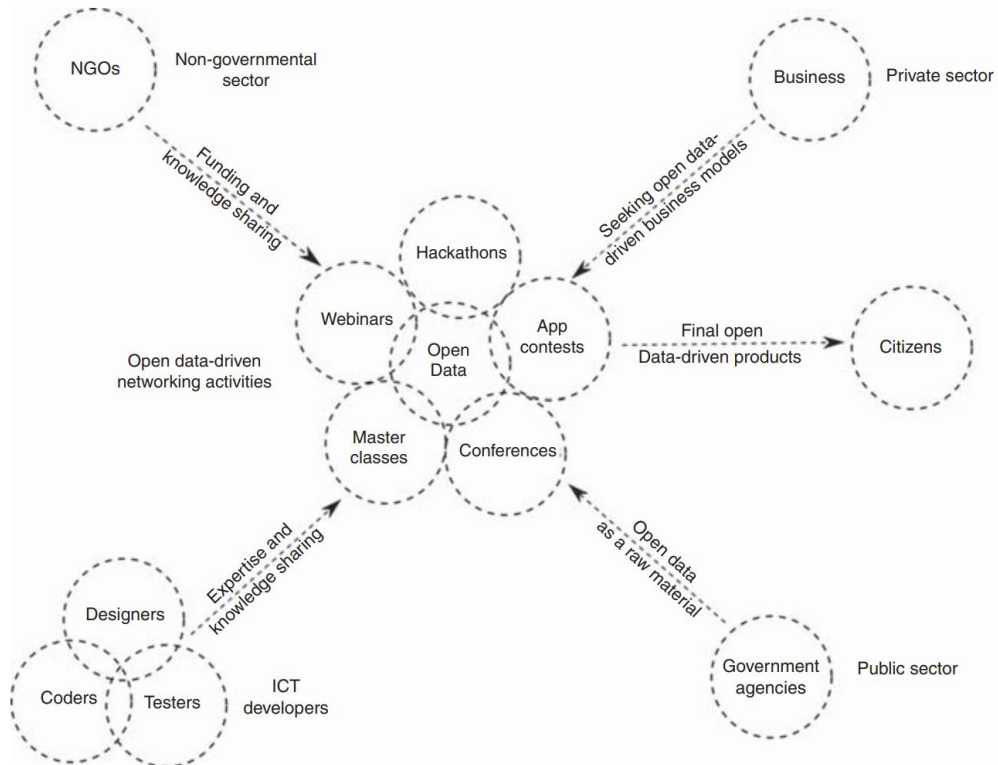 NGOs
Non-governmental
sector
Business
Private sector
Funding and
knowledge sharing
Seeking open data-
driven business models
Hackathons
Webinars
App
contests
Open
Data
Final open
Data-driven products
Citizens
Open data-driven
networking activities
Master
classes
Conferences
Expertise and
knowledge sharing
Open data
as a raw material
Designers
Coders
Testers
ICT
developers
Government
agencies
Public sector